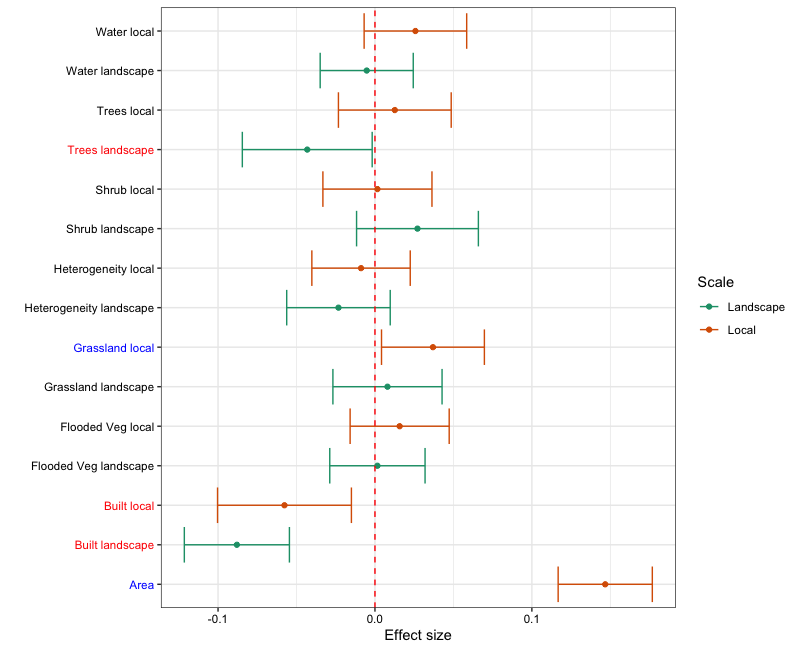 Water local
Water landscape
Trees local
Trees landscape
Shrub local
Shrub landscape
Heterogeneity local
Heterogeneity landscape
Grassland local
Grassland landscape
Flooded Veg local
Flooded Veg landscape
Built local
Built landscape
Area
-0.1 0.0 0.1
Effect size
Scale
Landscape
Local